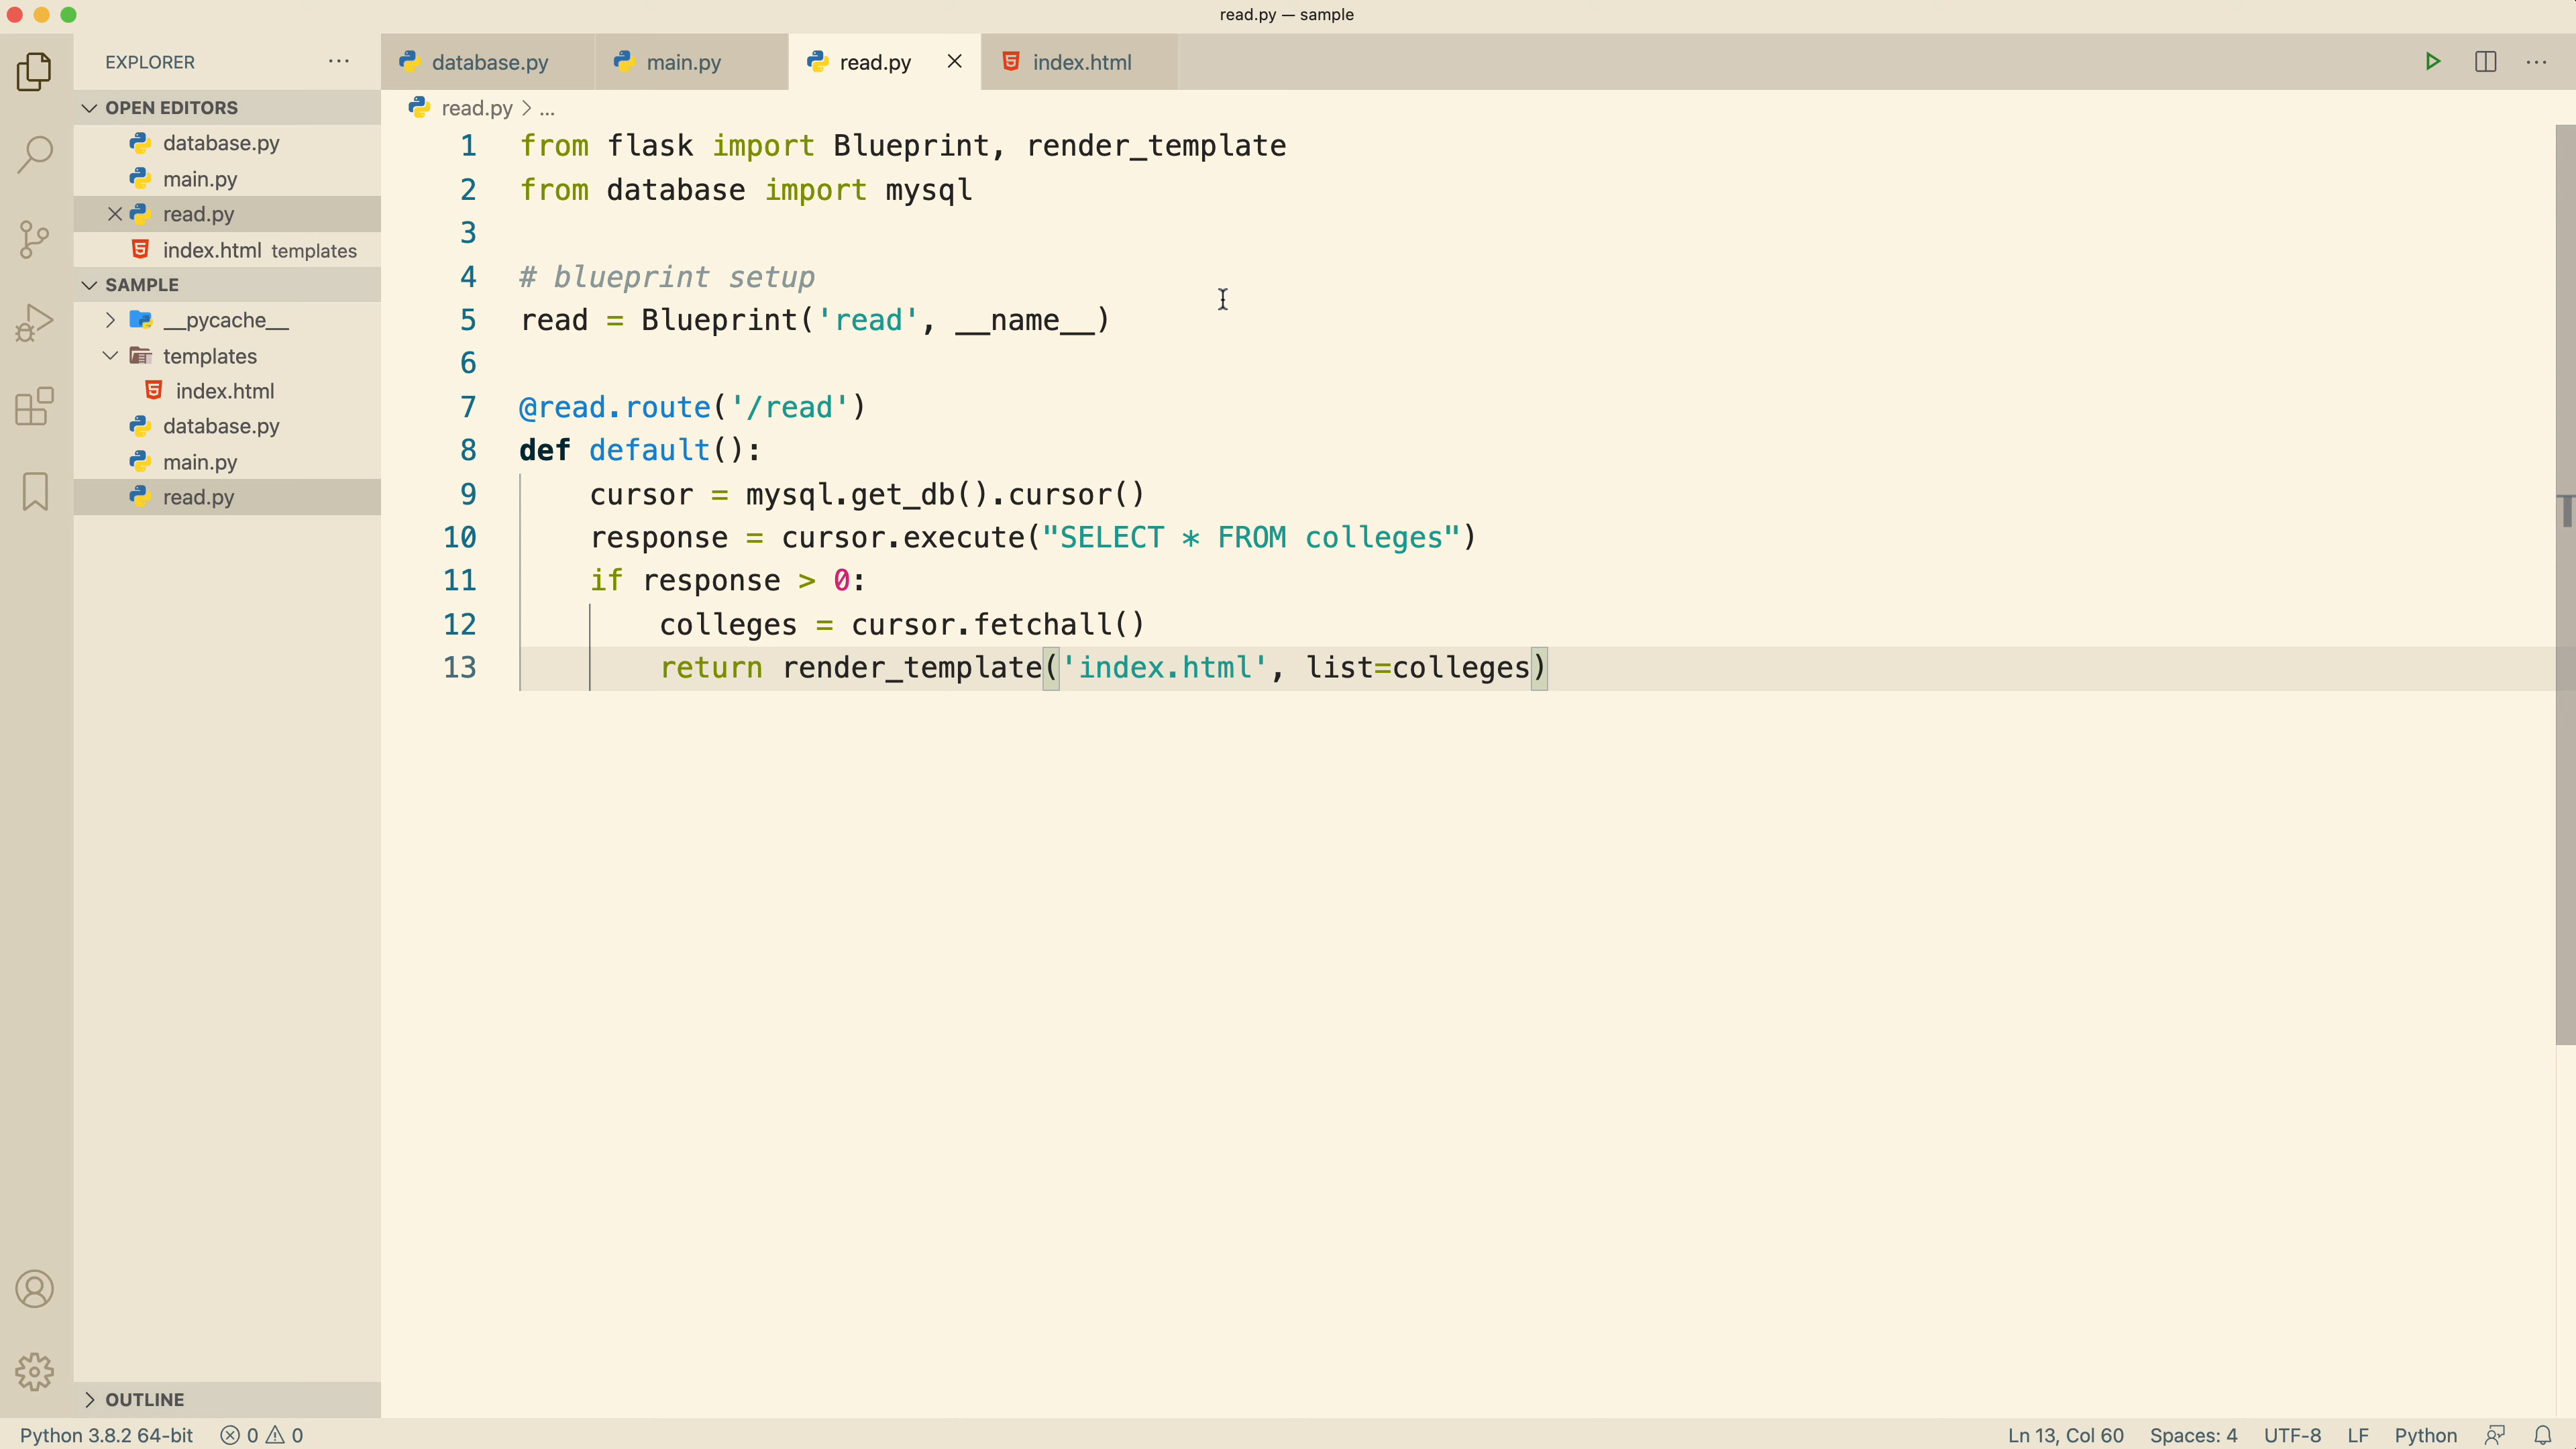 read.py — sample
EXPLORER
database.py
main.py
read.py
index.html
OPEN EDITORS
database.py
main.py
read.py
index.html templates
SAMPLE
__pycache__
templates
index.html
database.py
main.py
read.py
OUTLINE
read.py > ...
1 from flask import Blueprint, render_template
2 from database import mysql
3
4 # blueprint setup
5 read = Blueprint('read', __name__)
6
7 @read.route('/read')
8 def default():
9 cursor = mysql.get_db().cursor()
10 response = cursor.execute("SELECT * FROM colleges")
11 if response > 0:
12 colleges = cursor.fetchall()
13 return render_template('index.html', list=colleges)
Python 3.8.2 64-bit 0 0 Ln 13, Col 60 Spaces: 4 UTF-8 LF Python